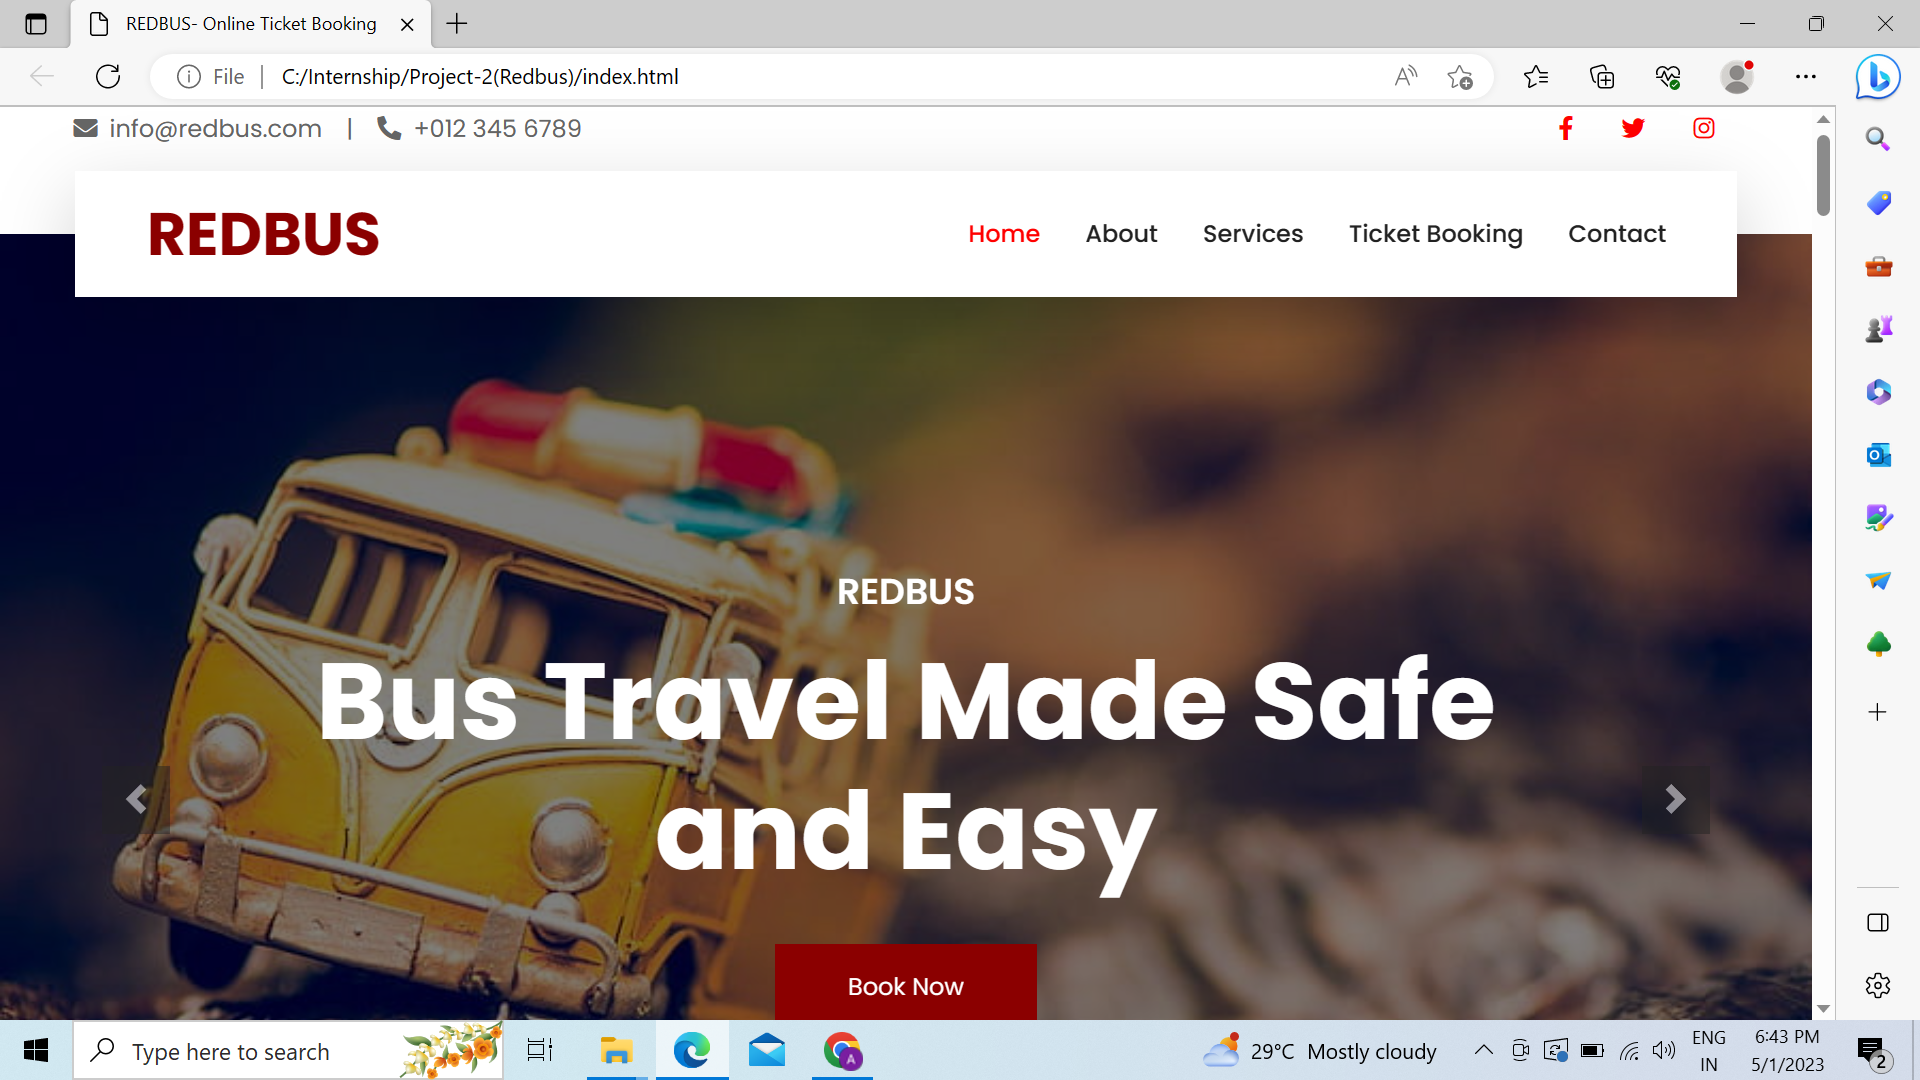 REDBUS- Online Ticket Booking
File | C:/Internship/Project-2(Redbus)/index.html
info@redbus.com | +012 345 6789
REDBUS
Home About Services Ticket Booking Contact
REDBUS
Bus Travel Made Safe
and Easy
Book Now
Type here to search
A
29°C Mostly cloudy
ENG
IN
6:43 PM
5/1/2023
2